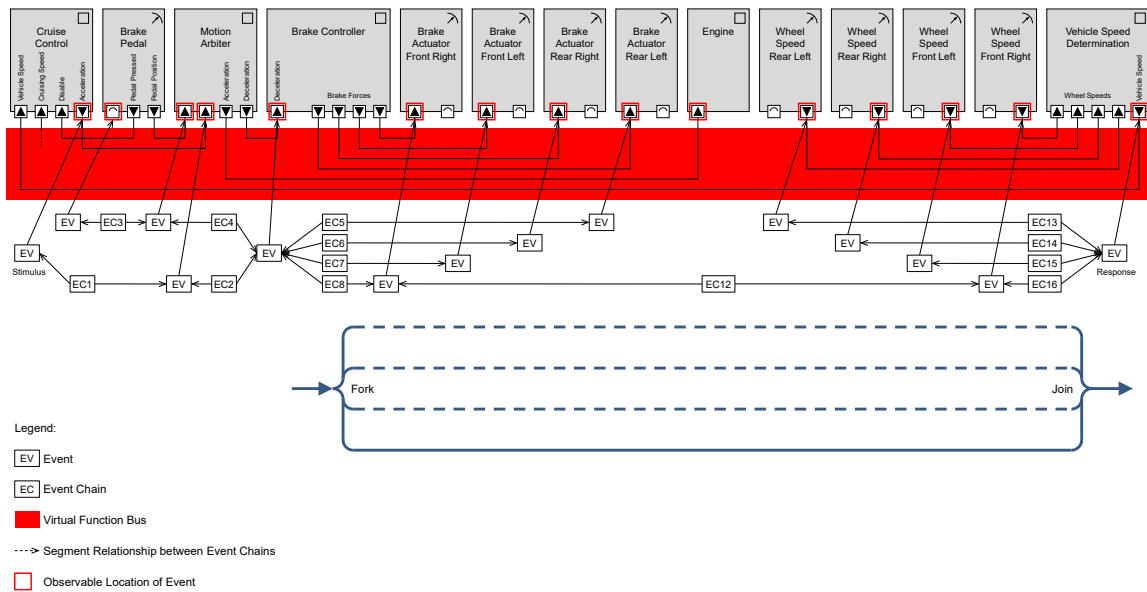 Cruise
Control
Brake
Pedal
Motion
Arbiter
Brake Controller
Brake
Actuator
Front Right
Brake
Actuator
Front Left
Brake
Actuator
Rear Right
Brake
Actuator
Rear Left
Engine
Wheel
Speed
Rear Left
Wheel
Speed
Rear Right
Wheel
Speed
Front Left
Wheel
Speed
Front Right
Vehicle Speed
Determination
Vehicle Speed
Cruising Speed
Disable
Acceleration
Pedal Pressed
Pedal Position
Acceleration
Deceleration
Deceleration
Brake Forces
Wheel Speeds
Vehicle Speed
EV
EC3
EV
EC4
EC5
EV
EV
EC13
EC6
EV
EV
EC14
EV
Stimulus
EV
EC7
EV
EV
EC15
EV
Response
EC1
EV
EC2
EC8
EV
EC12
EV
EC16
Fork
Join
Legend:
EV Event
EC Event Chain
Virtual Function Bus
Segment Relationship between Event Chains
Observable Location of Event